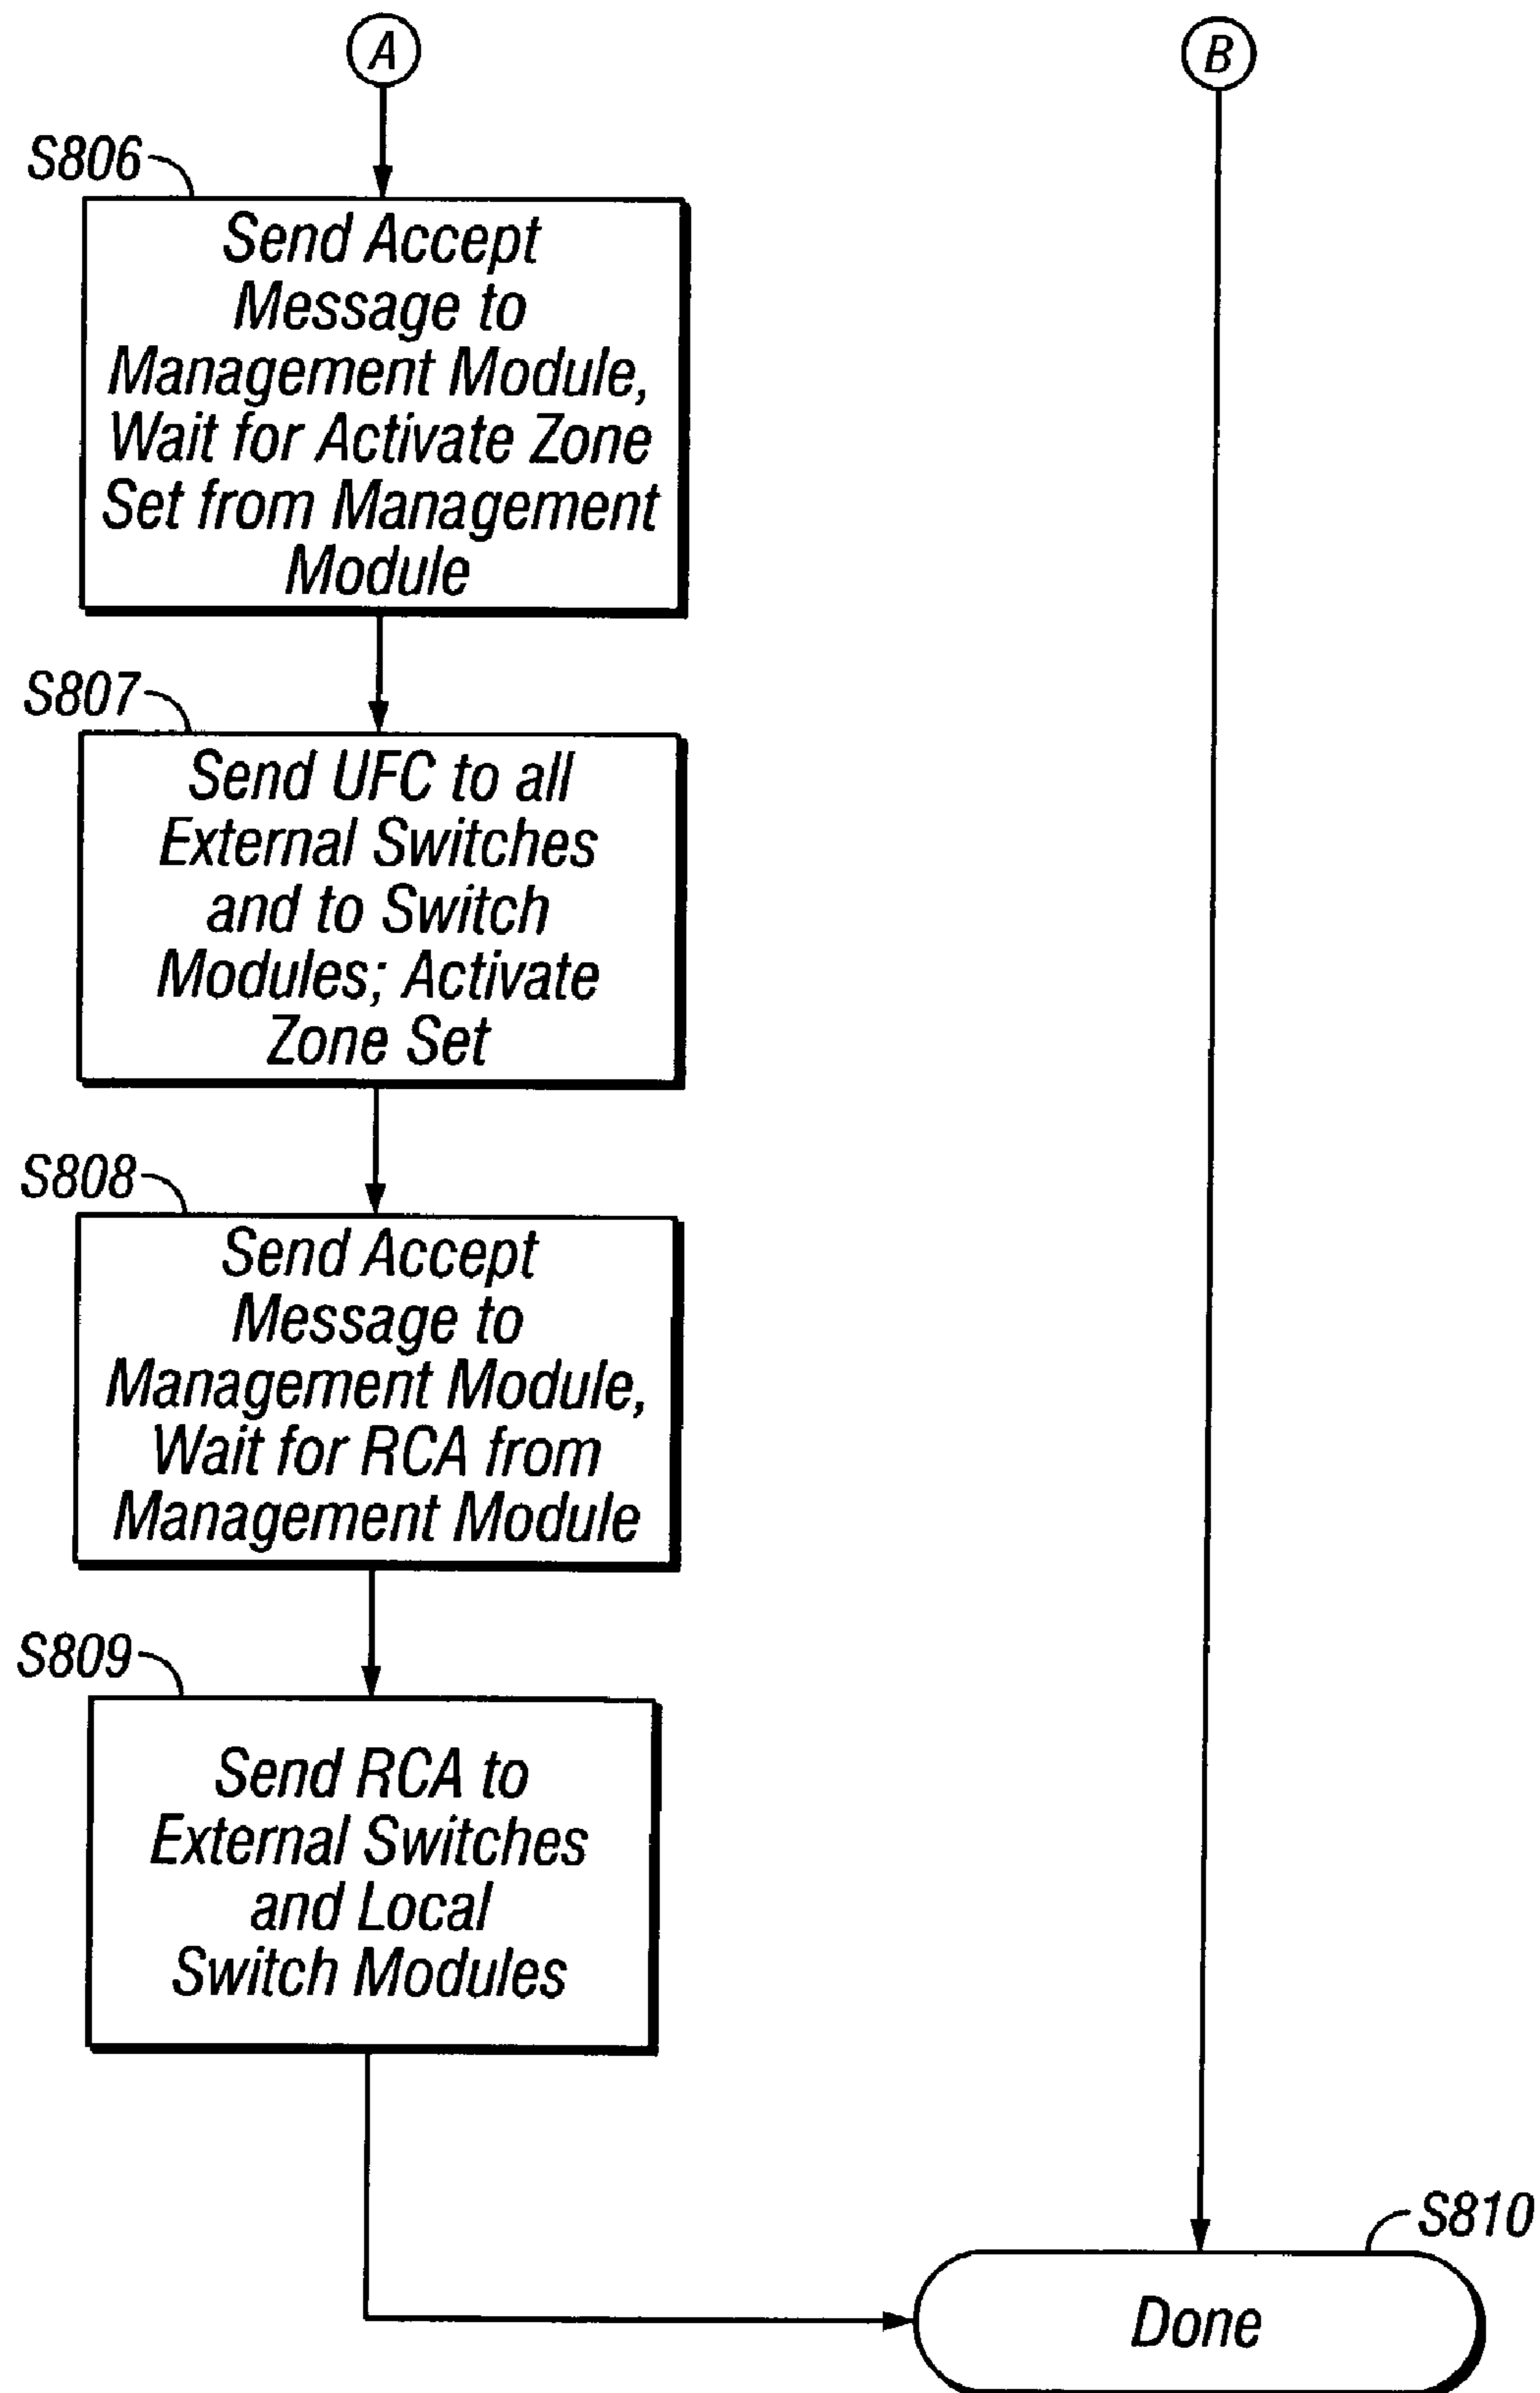 A
B
S806
Send Accept
Message to
Management Module,
Wait for Activate Zone
Set from Management
Module
S807
Send UFC to all
External Switches
and to Switch
Modules; Activate
Zone Set
S808
Send Accept
Message to
Management Module,
Wait for RCA from
Management Module
S809
Send RCA to
External Switches
and Local
Switch Modules
S810
Done